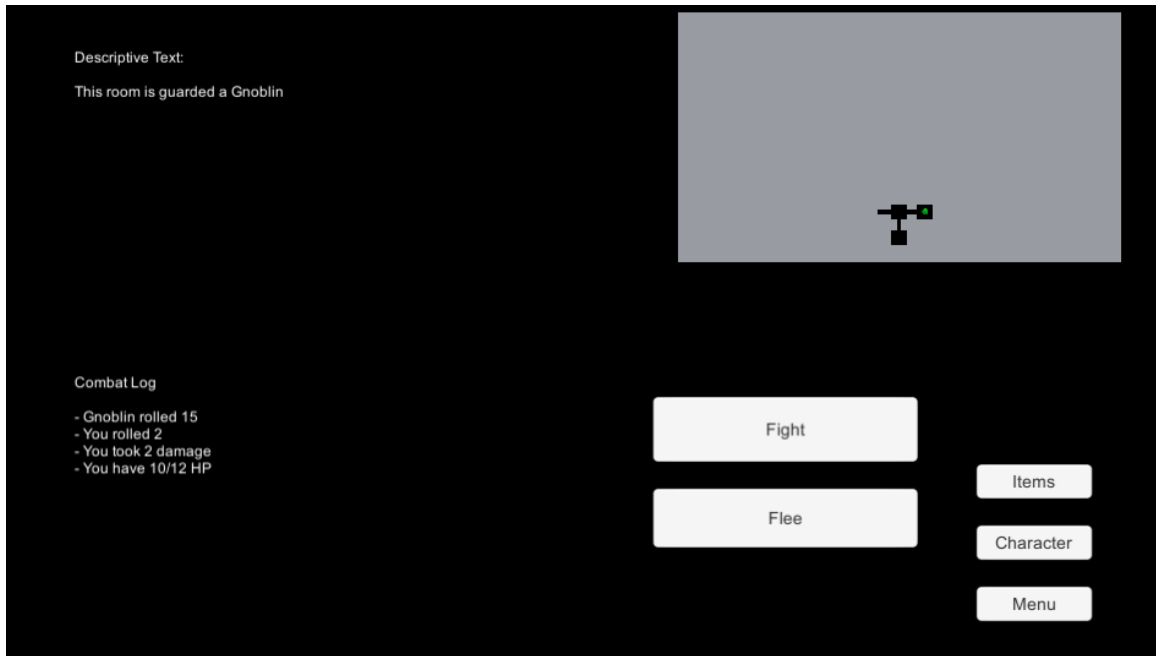 Descriptive Text:
This room is guarded a Gnoblin
Combat Log
- Gnoblin rolled 15
- You rolled 2
- You took 2 damage
- You have 10/12 HP
Fight
Flee
Items
Character
Menu